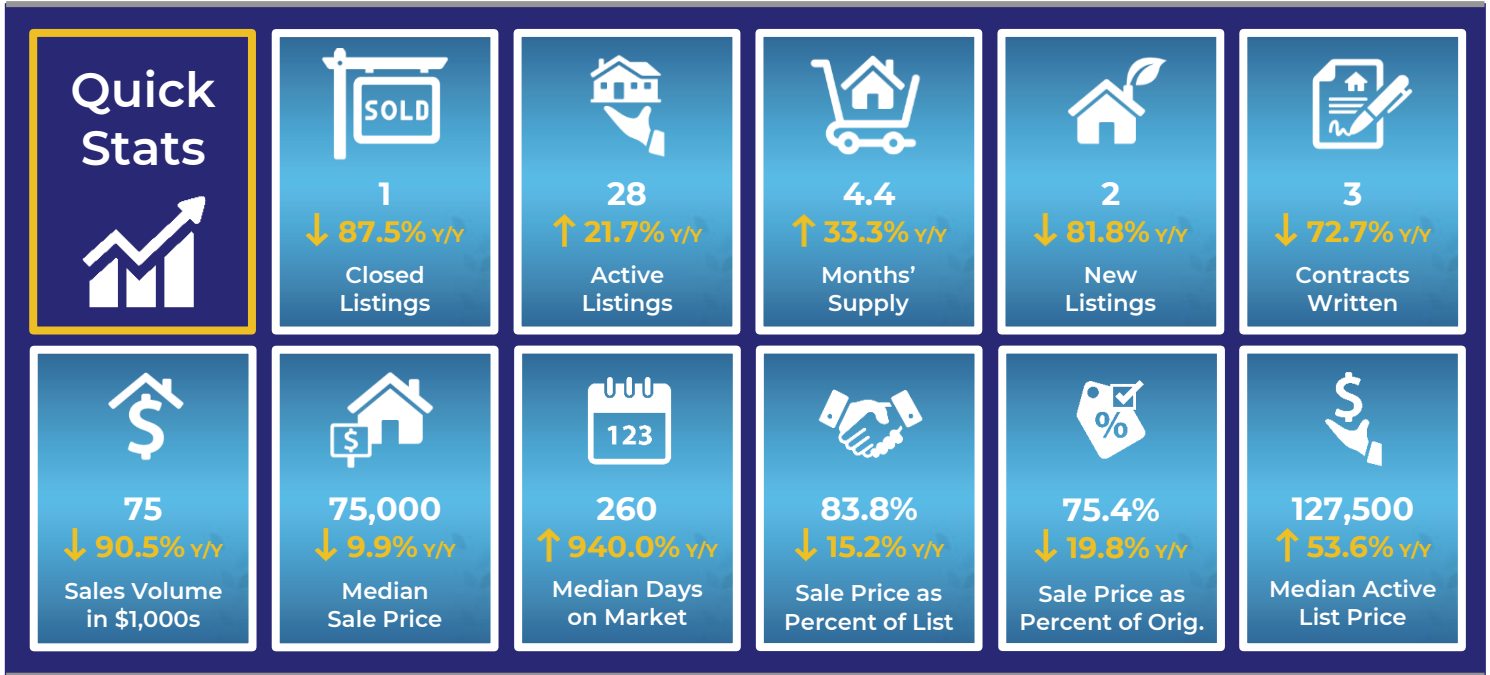 Quick
Stats
SOLD
1
↓ 87.5% Y/Y
Closed
Listings
28
↑ 21.7% Y/Y
Active
Listings
4.4
↑ 33.3% Y/Y
Months’
Supply
2
↓ 81.8% Y/Y
New
Listings
3
↓ 72.7% Y/Y
Contracts
Written
$
75
↓ 90.5% Y/Y
Sales Volume
in $1,000s
$
75,000
↓ 9.9% Y/Y
Median
Sale Price
123
260
↑ 940.0% Y/Y
Median Days
on Market
83.8%
↓ 15.2% Y/Y
Sale Price as
Percent of List
%
75.4%
↓ 19.8% Y/Y
Sale Price as
Percent of Orig.
$
127,500
↑ 53.6% Y/Y
Median Active
List Price